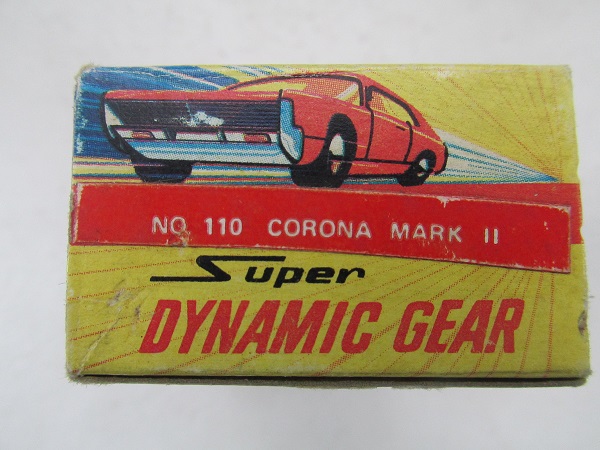 NO 110 CORONA MARK II
Super
DYNAMIC GEAR